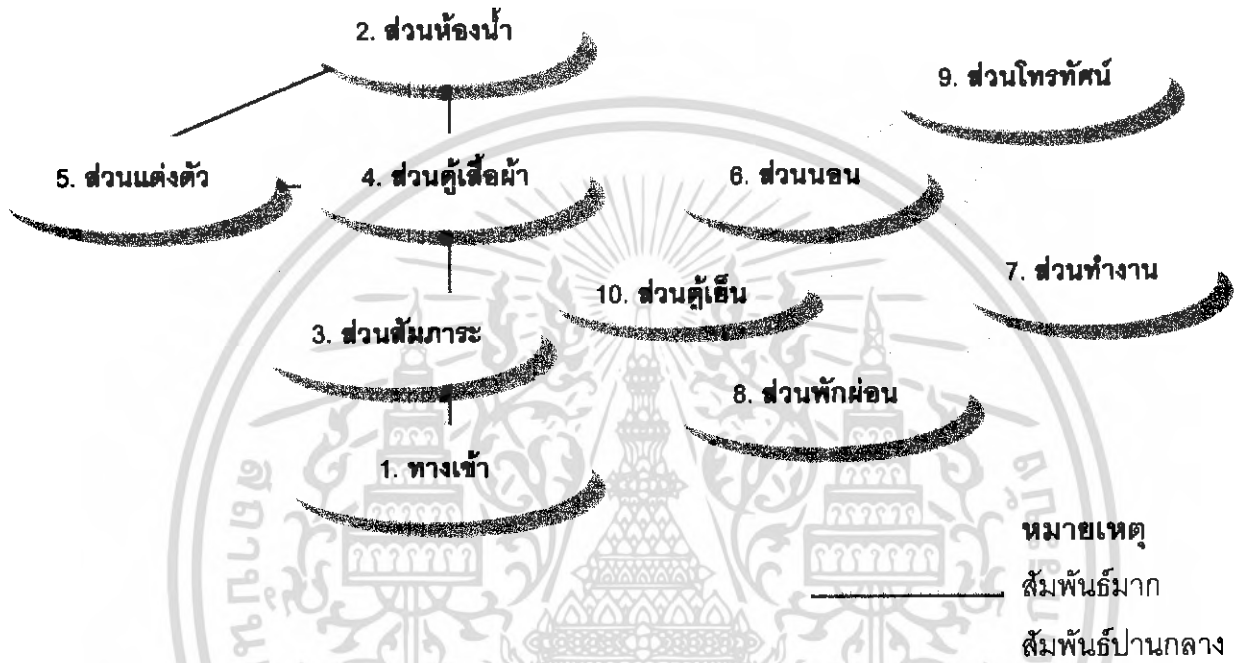 2. ส่วนห้องน้ำ
9. ส่วนโทรทัศน์
5. ส่วนแต่งตัว
4. ส่วนตู้เสื้อผ้า
6. ส่วนนอน
7. ส่วนทำงาน
10. ส่วนตู้เย็น
3. ส่วนสัมภาระ
8. ส่วนพักผ่อน
1. ทางเข้า
หมายเหตุ
สัมพันธ์มาก
สัมพันธ์ปานกลาง